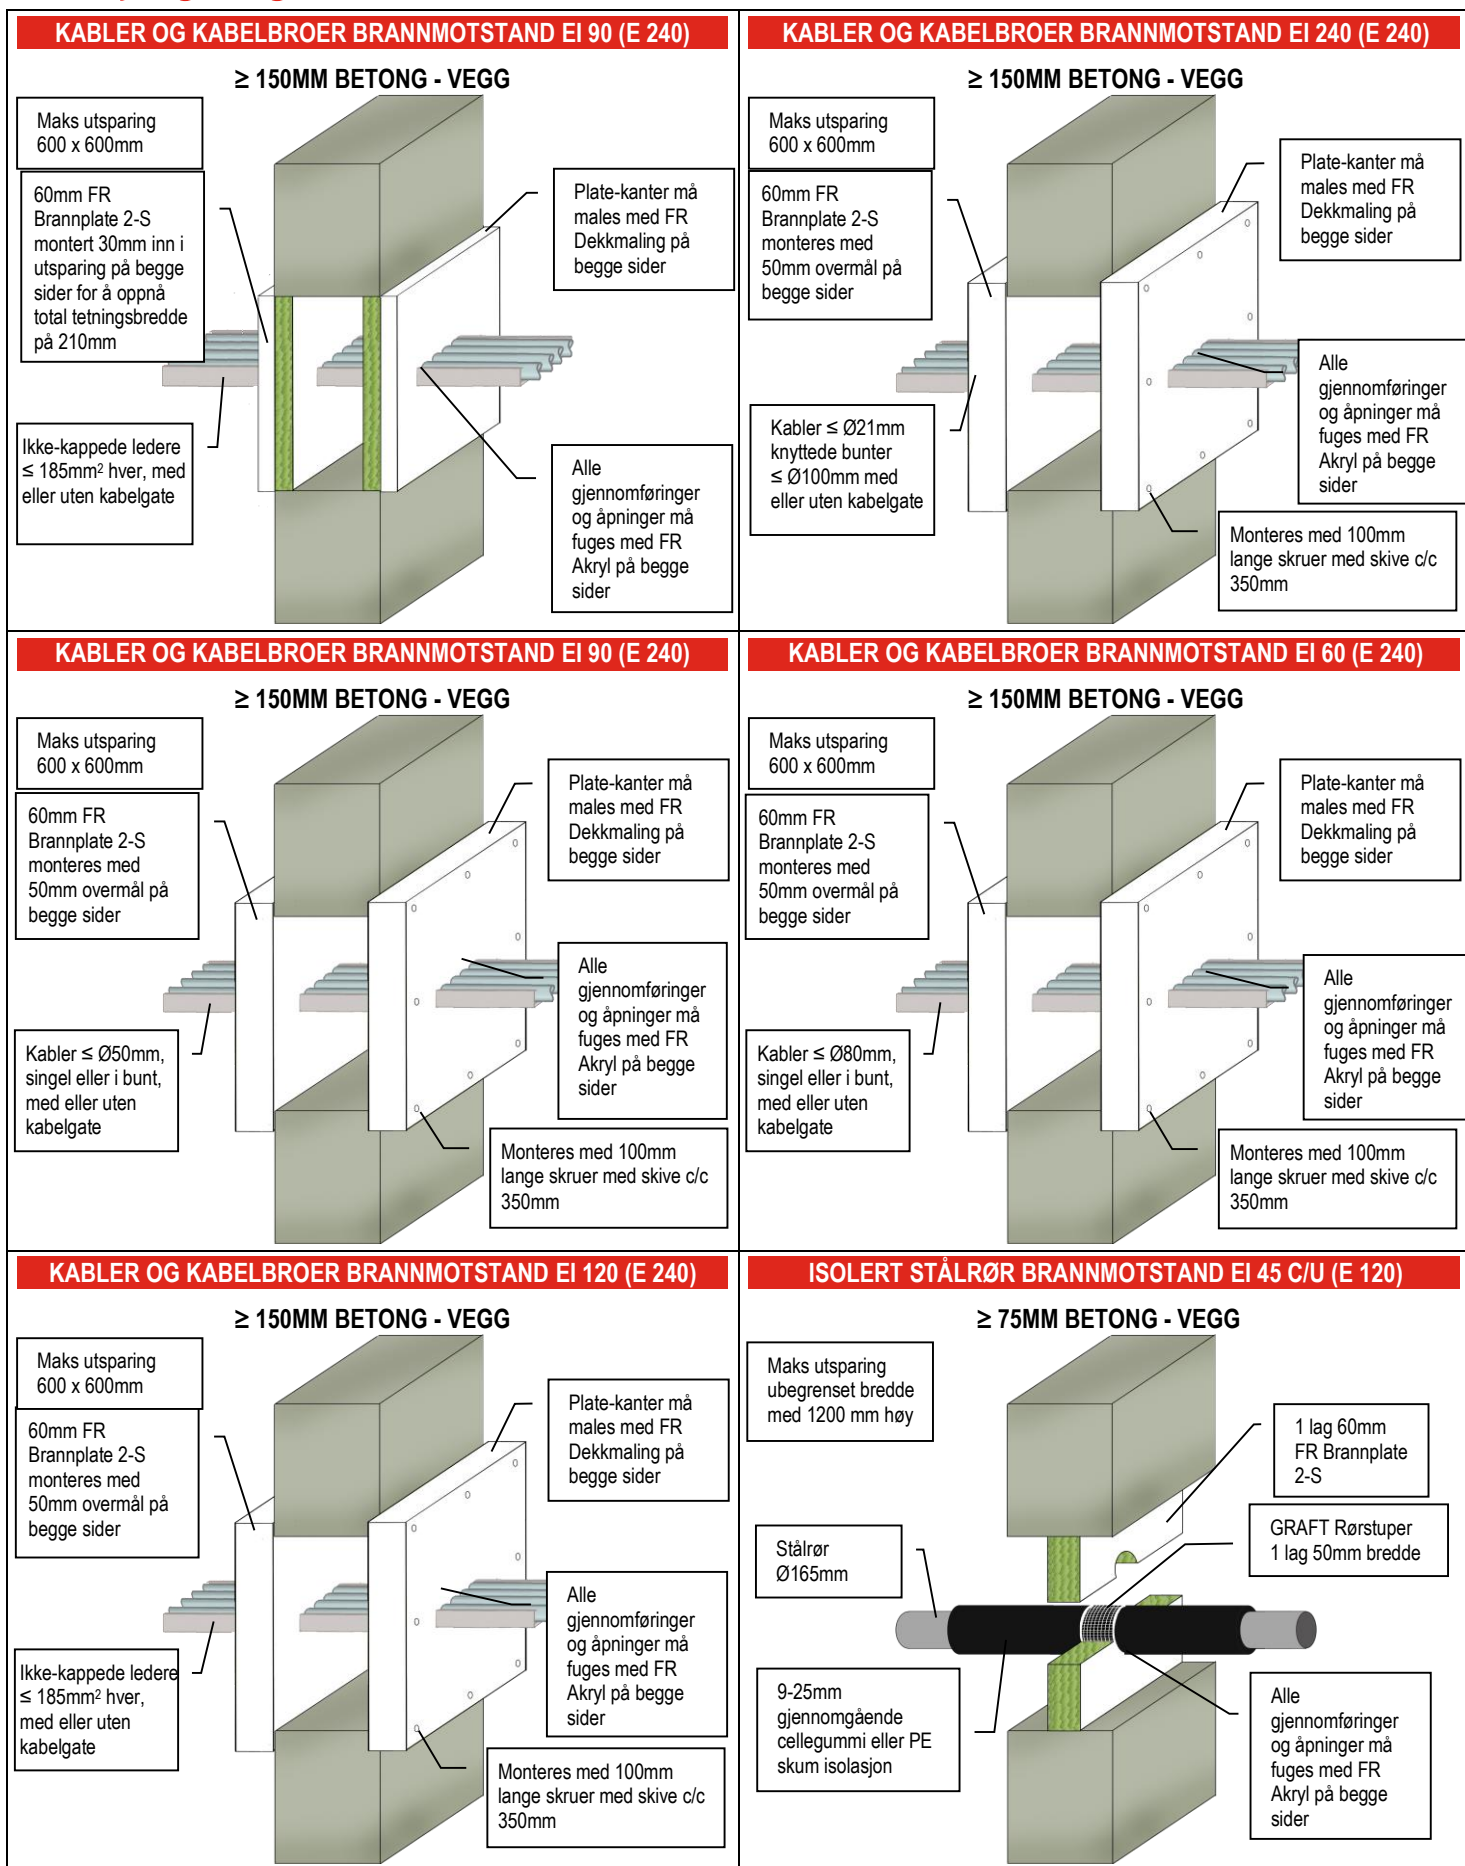 KABLER OG KABELBROER BRANNMOTSTAND EI 90 (E 240)
≥ 150MM BETONG - VEGG
Maks utsparing
600 x 600mm
60mm FR
Brannplate 2-S
montert 30mm inn i
utsparing på begge
sider for å oppnå
total tetningsbredde
på 210mm
Plate-kanter må
males med FR
Dekkmaling på
begge sider
Ikke-kappede ledere
≤ 185mm² hver, med
eller uten kabelgate
Alle
gjennomføringer
og åpninger må
fuges med FR
Akryl på begge
sider
KABLER OG KABELBROER BRANNMOTSTAND EI 240 (E 240)
≥ 150MM BETONG - VEGG
Maks utsparing
600 x 600mm
60mm FR
Brannplate 2-S
monteres med
50mm overmål på
begge sider
Plate-kanter må
males med FR
Dekkmaling på
begge sider
Kabler ≤ Ø21mm
knyttede bunter
≤ Ø100mm med
eller uten kabelgate
Alle
gjennomføringer
og åpninger må
fuges med FR
Akryl på begge
sider
Monteres med 100mm
lange skruer med skive c/c
350mm
KABLER OG KABELBROER BRANNMOTSTAND EI 90 (E 240)
≥ 150MM BETONG - VEGG
Maks utsparing
600 x 600mm
60mm FR
Brannplate 2-S
monteres med
50mm overmål på
begge sider
Plate-kanter må
males med FR
Dekkmaling på
begge sider
Kabler ≤ Ø50mm,
singel eller i bunt,
med eller uten
kabelgate
Alle
gjennomføringer
og åpninger må
fuges med FR
Akryl på begge
sider
Monteres med 100mm
lange skruer med skive c/c
350mm
KABLER OG KABELBROER BRANNMOTSTAND EI 60 (E 240)
≥ 150MM BETONG - VEGG
Maks utsparing
600 x 600mm
60mm FR
Brannplate 2-S
monteres med
50mm overmål på
begge sider
Plate-kanter må
males med FR
Dekkmaling på
begge sider
Kabler ≤ Ø80mm,
singel eller i bunt,
med eller uten
kabelgate
Alle
gjennomføringer
og åpninger må
fuges med FR
Akryl på begge
sider
Monteres med 100mm
lange skruer med skive c/c
350mm
KABLER OG KABELBROER BRANNMOTSTAND EI 120 (E 240)
≥ 150MM BETONG - VEGG
Maks utsparing
600 x 600mm
60mm FR
Brannplate 2-S
monteres med
50mm overmål på
begge sider
Plate-kanter må
males med FR
Dekkmaling på
begge sider
Ikke-kappede ledere
≤ 185mm² hver,
med eller uten
kabelgate
Alle
gjennomføringer
og åpninger må
fuges med FR
Akryl på begge
sider
Monteres med 100mm
lange skruer med skive c/c
350mm
ISOLERT STÅLRØR BRANNMOTSTAND EI 45 C/U (E 120)
≥ 75MM BETONG - VEGG
Maks utsparing
ubegrenset bredde
med 1200 mm høy
1 lag 60mm
FR Brannplate
2-S
GRAFT Rørstuper
1 lag 50mm bredde
Stålrør
Ø165mm
9-25mm
gjennomgående
cellegummi eller PE
skum isolasjon
Alle
gjennomføringer
og åpninger må
fuges med FR
Akryl på begge
sider